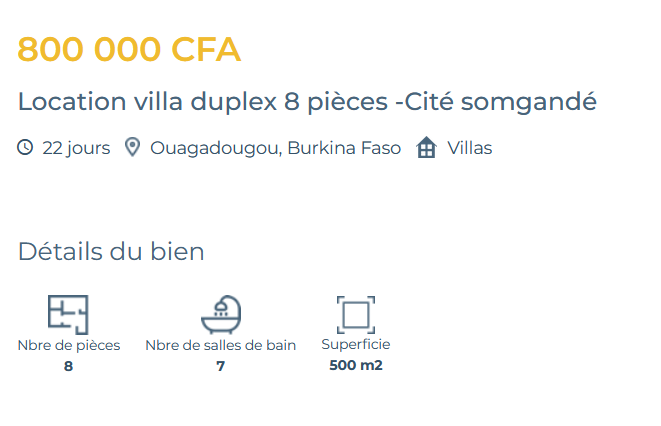 800 000 CFA
Location villa duplex 8 pièces -Cité somgandé
22 jours Ouagadougou, Burkina Faso Villas
Détails du bien
Nbre de pièces Nbre de salles de bain Superficie
8 7 500 m2